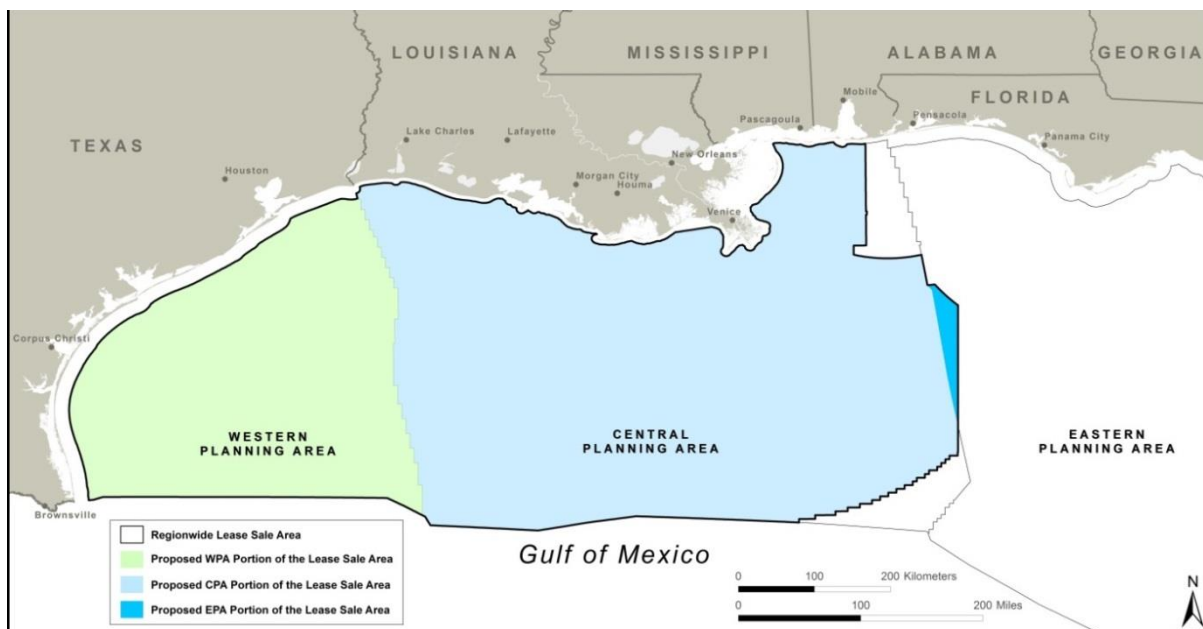 LOUISIANA
MISSISSIPPI
ALABAMA
GEORGIA
FLORIDA
TEXAS
Mobile
Pascagoula
Pensacola
Panama City
Lake Charles
Lafayette
New Orleans
Houston
Morgan City
Houma
Venice
Corpus Christi
WESTERN
PLANNING AREA
CENTRAL
PLANNING AREA
EASTERN
PLANNING AREA
Brownsville
Regionwide Lease Sale Area
Proposed WPA Portion of the Lease Sale Area
Proposed CPA Portion of the Lease Sale Area
Proposed EPA Portion of the Lease Sale Area
Gulf of Mexico
0 100 200 Kilometers
0 100 200 Miles
N